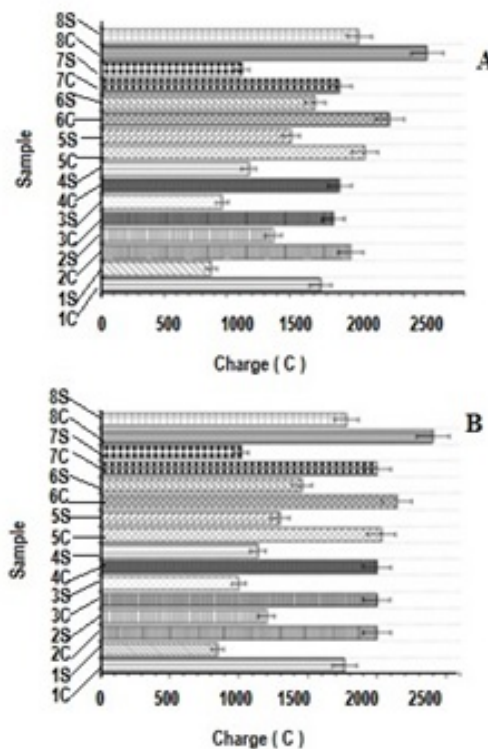 8S
8C
7S
7C
6S
6C
5S
5C
4S
4C
3S
3C
2S
2C
1S
1C
Sample
A
0 500 1000 1500 2000 2500
Charge ( C )
8S
8C
7S
7C
6S
6C
5S
5C
4S
4C
3S
3C
2S
2C
1S
1C
Sample
B
0 500 1000 1500 2000 2500
Charge ( C )